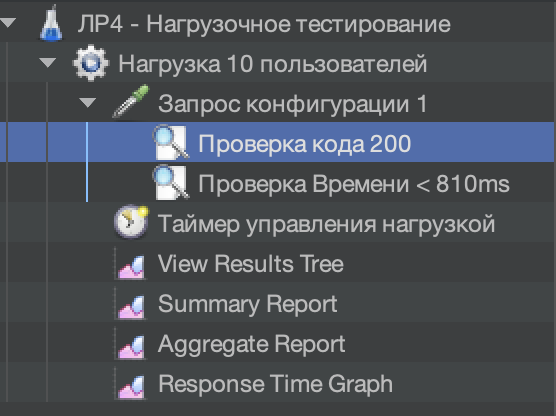 ЛР4 - Нагрузочное тестирование
Нагрузка 10 пользователей
Запрос конфигурации 1
Проверка кода 200
Проверка Времени < 810ms
Таймер управления нагрузкой
View Results Tree
Summary Report
Aggregate Report
Response Time Graph